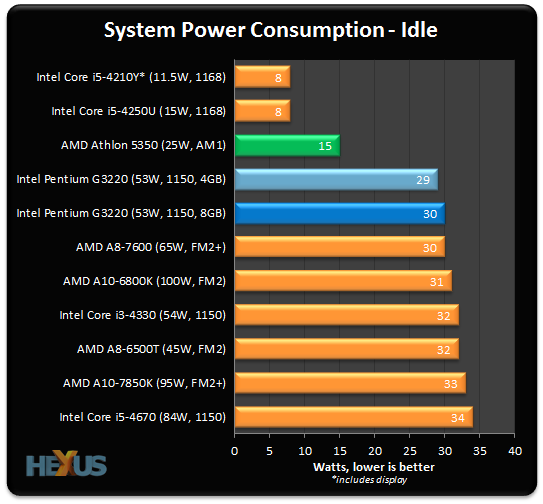 System Power Consumption - Idle
Intel Core i5-4210Y* (11.5W, 1168) 8
Intel Core i5-4250U (15W, 1168) 8
AMD Athlon 5350 (25W, AM1) 15
Intel Pentium G3220 (53W, 1150, 4GB) 29
Intel Pentium G3220 (53W, 1150, 8GB) 30
AMD A8-7600 (65W, FM2+) 30
AMD A10-6800K (100W, FM2) 31
Intel Core i3-4330 (54W, 1150) 32
AMD A8-6500T (45W, FM2) 32
AMD A10-7850K (95W, FM2+) 33
Intel Core i5-4670 (84W, 1150) 34
0 5 10 15 20 25 30 35 40
Watts, lower is better
*includes display
HEXUS